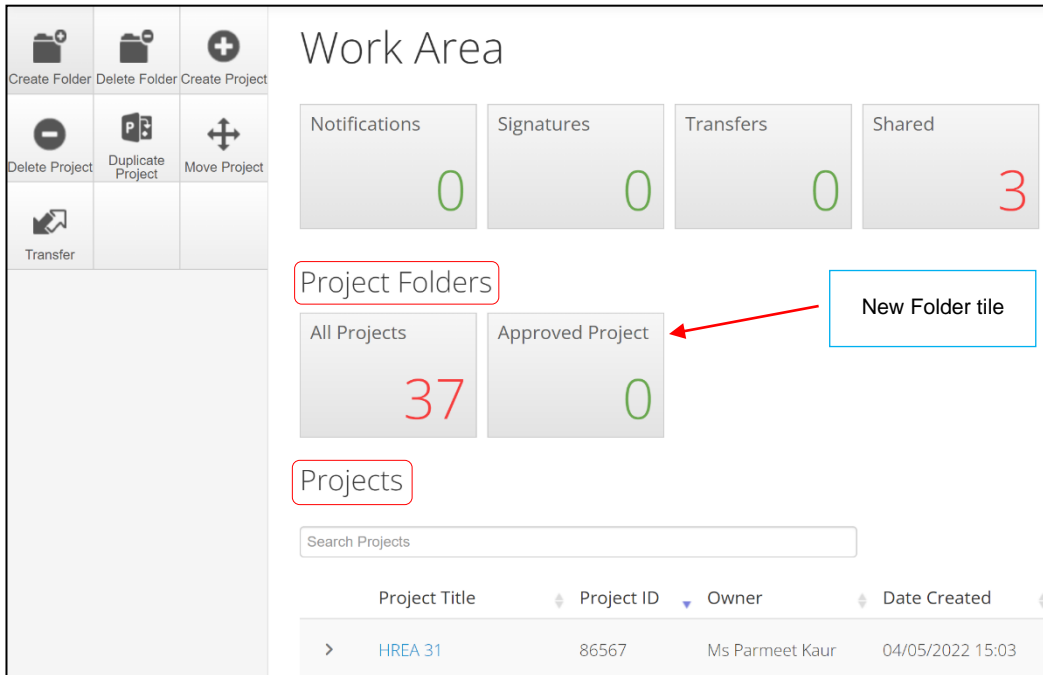 Create Folder Delete Folder Create Project
Delete Project Duplicate Project Move Project
Transfer
Work Area
Notifications Signatures Transfers Shared
0 0 0 3
Project Folders
New Folder tile
All Projects Approved Project
37 0
Projects
Search Projects
Project Title Project ID Owner Date Created
HREA 31 86567 Ms Parmeet Kaur 04/05/2022 15:03